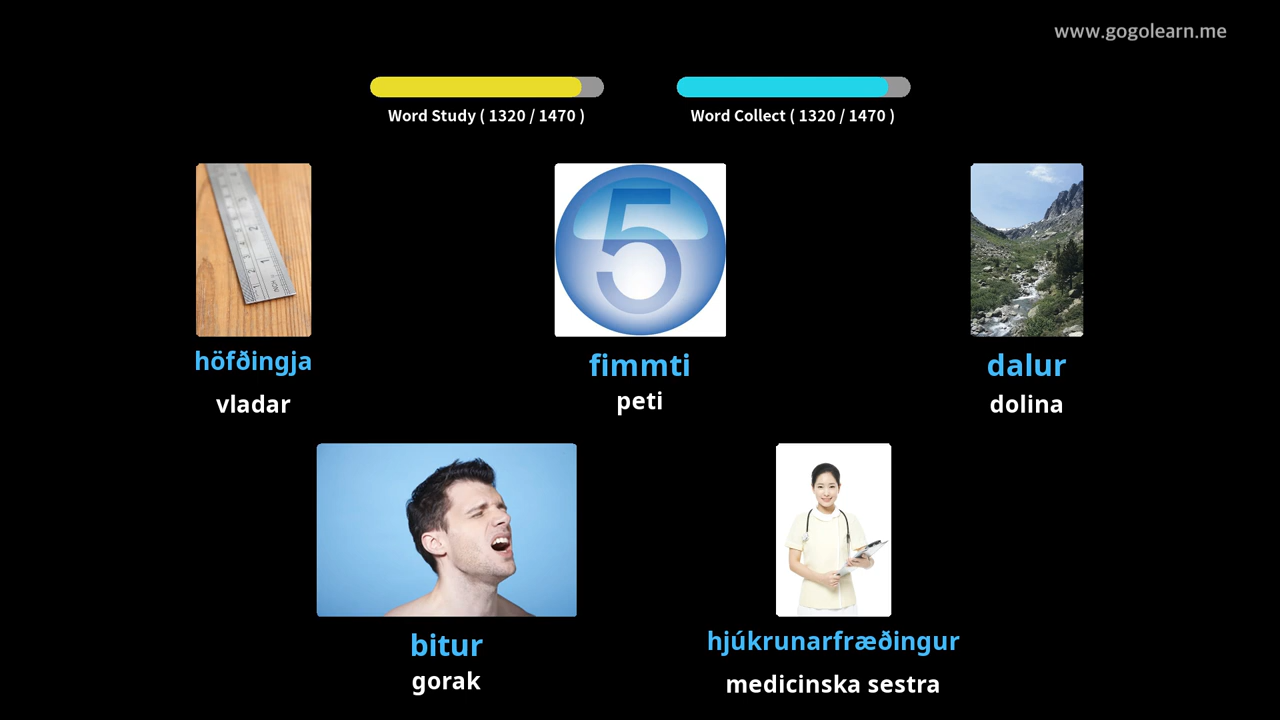 www.gogolearn.me
Word Study ( 1320 / 1470 )
Word Collect ( 1320 / 1470 )
5
höfðingja
vladar
fimmti
peti
dalur
dolina
bitur
gorak
hjúkrunarfræðingur
medicinska sestra